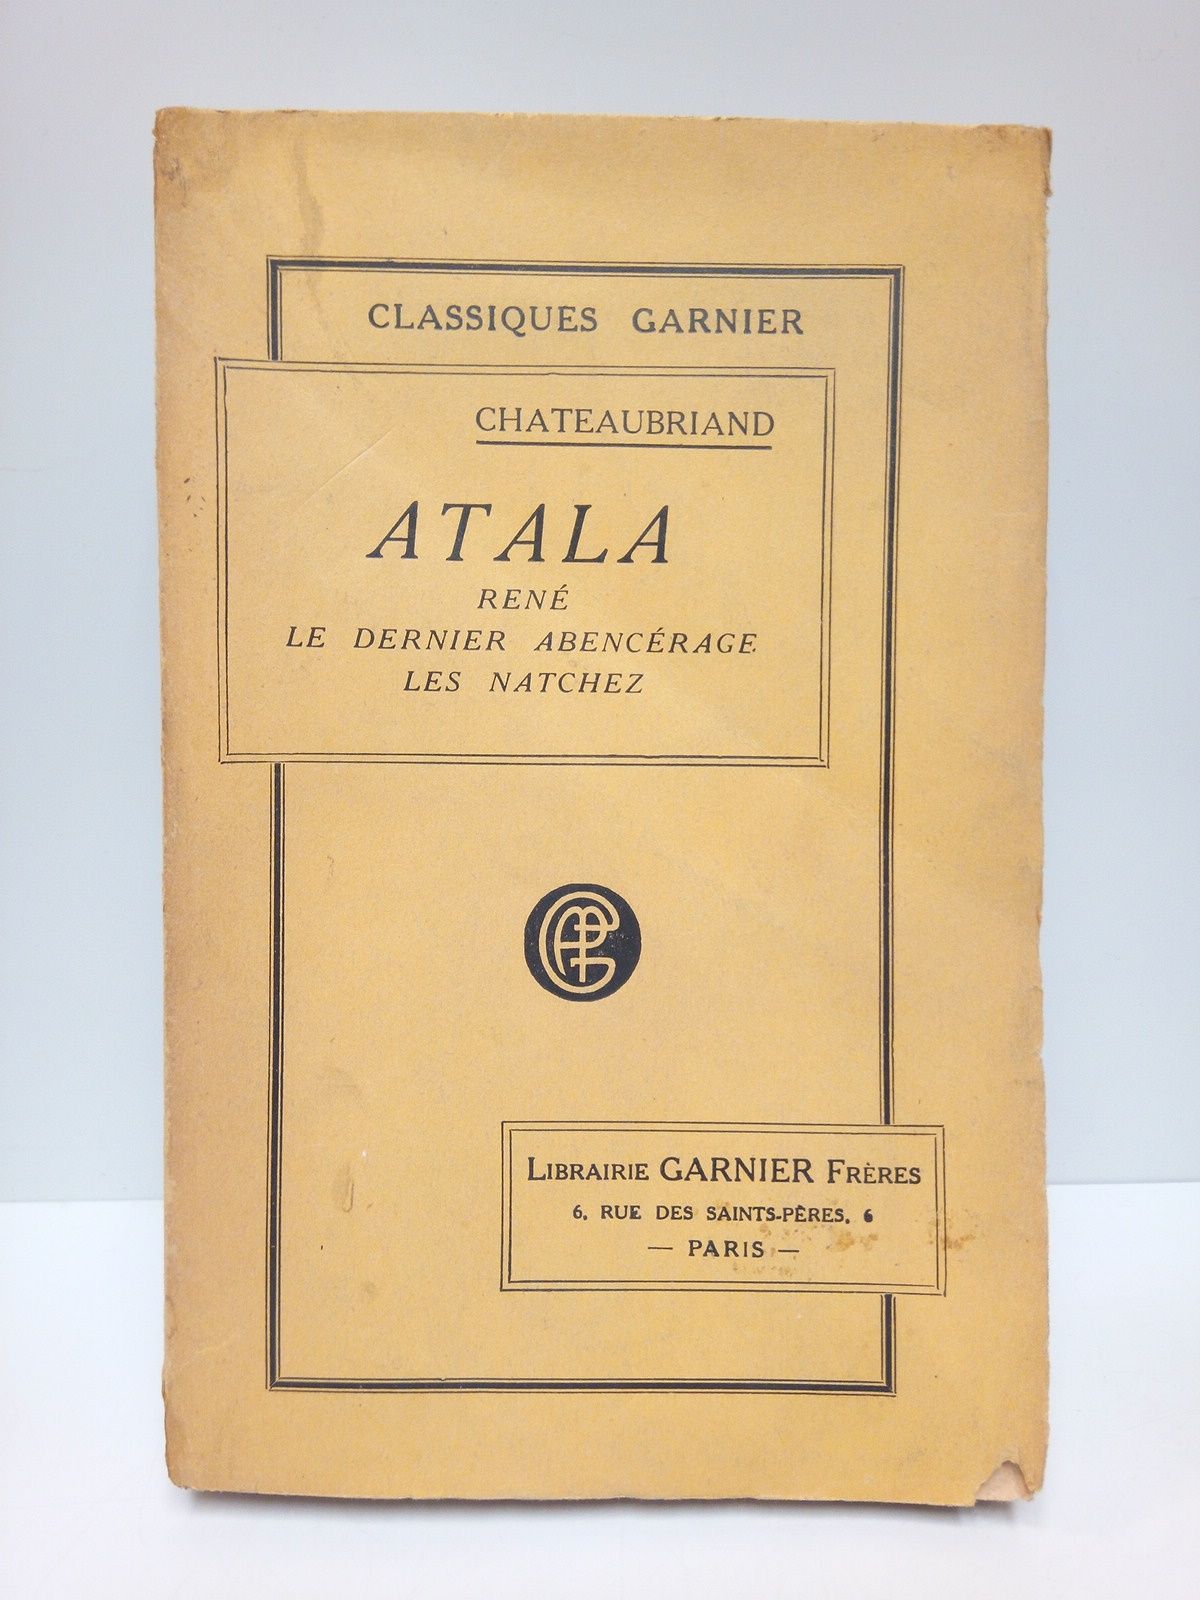 CLASSIQUES GARNIER
CHATEAUBRIAND
ATALA
RENÉ
LE DERNIER ABENCÉRAGE
LES NATCHEZ
LIBRAIRIE GARNIER FRÈRES
6, RUE DES SAINTS-PÈRES, 6
— PARIS —